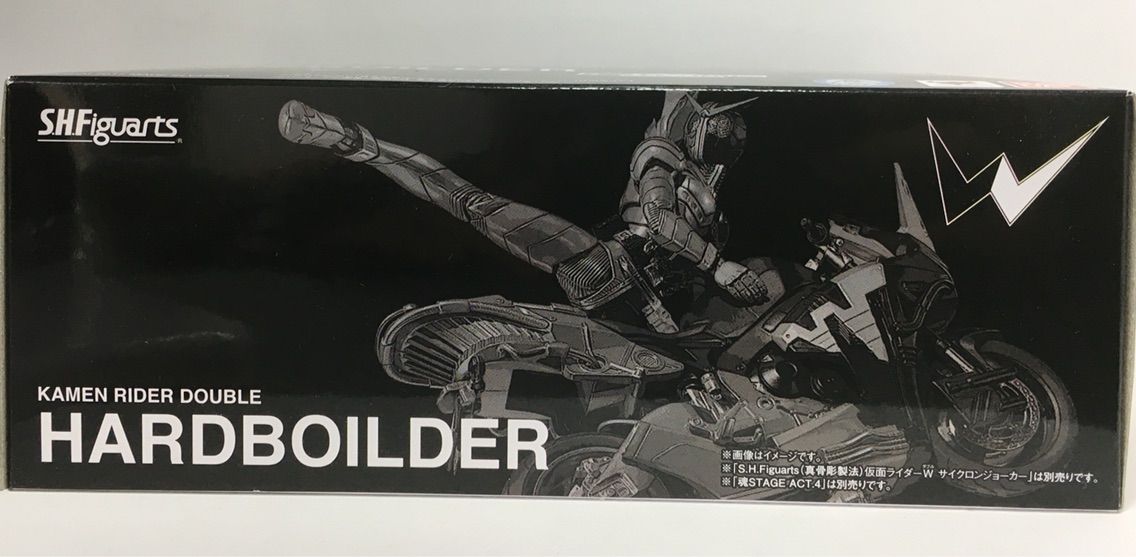 S.H.Figuarts
KAMEN RIDER DOUBLE
HARDBOILDER
※画像はイメージです。
※「S.H.Figuarts(真骨彫製法)仮面ライダーW サイクロンジョーカー」は別売りです。
※「魂STAGE ACT.4」は別売りです。